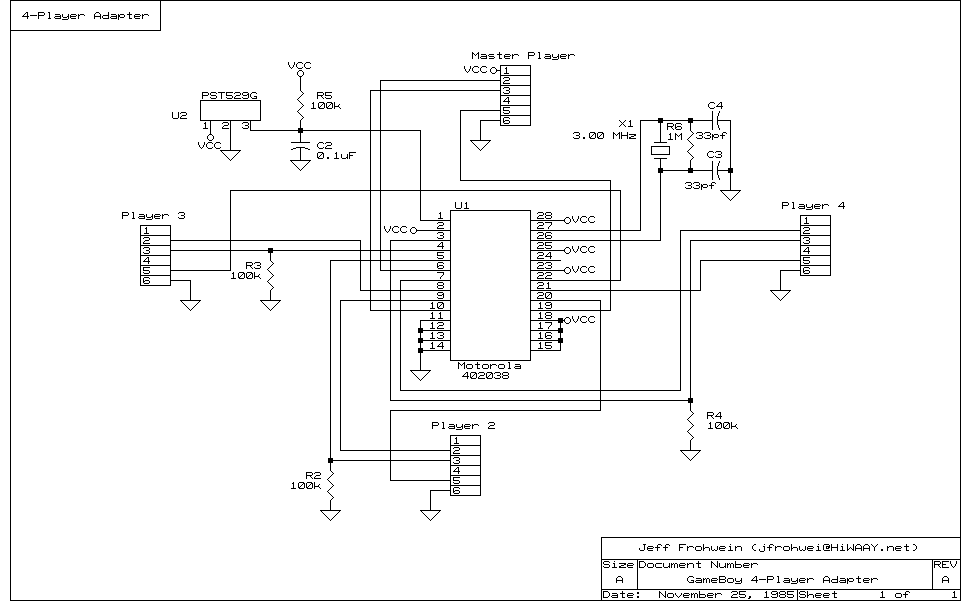 4-Player Adapter
Master Player
VCC
1
2
3
4
5
6
VCC
PST529G
U2
1 2 3
VCC
R5
100k
C2
0.1uF
X1
3.00 MHz
R6
1M
C4
33pf
C3
33pf
Player 3
1
2
3
4
5
6
R3
100k
Player 4
1
2
3
4
5
6
U1
VCC
1
2
3
4
5
6
7
8
9
10
11
12
13
14
28 VCC
27
26
25 VCC
24
23 VCC
22
21
20
19
18 VCC
17
16
15
Motorola
402038
R4
100k
Player 2
1
2
3
4
5
6
R2
100k
Jeff Frohwein (jfrohwei@HiWAAY.net)
Size Document Number REV
A GameBoy 4-Player Adapter A
Date: November 25, 1985 Sheet 1 of 1